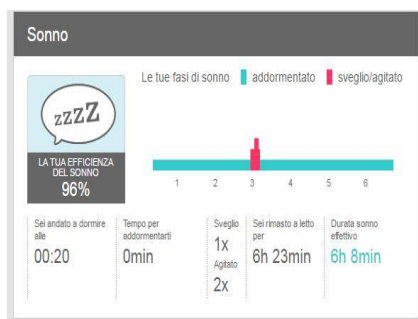 Sonno
Le tue fasi di sonno addormentato sveglio/agitato
zzzZ
LA TUA EFFICIENZA
DEL SONNO
96%
1 2 3 4 5 6
Sei andato a dormire
alle
00:20
Tempo per
addormentarti
0min
Sveglio
1x
Agitato
2x
Sei rimasto a letto
per
6h 23min
Durata sonno
effettivo
6h 8min